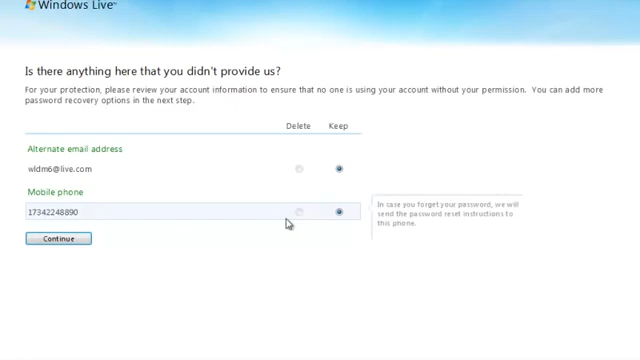 Windows Live™
Is there anything here that you didn't provide us?
For your protection, please review your account information to ensure that no one is using your account without your permission. You can add more
password recovery options in the next step.
Delete Keep
Alternate email address
wldm6@live.com
Mobile phone
17342248890
In case you forget your password, we will
send the password reset instructions to
this phone.
Continue